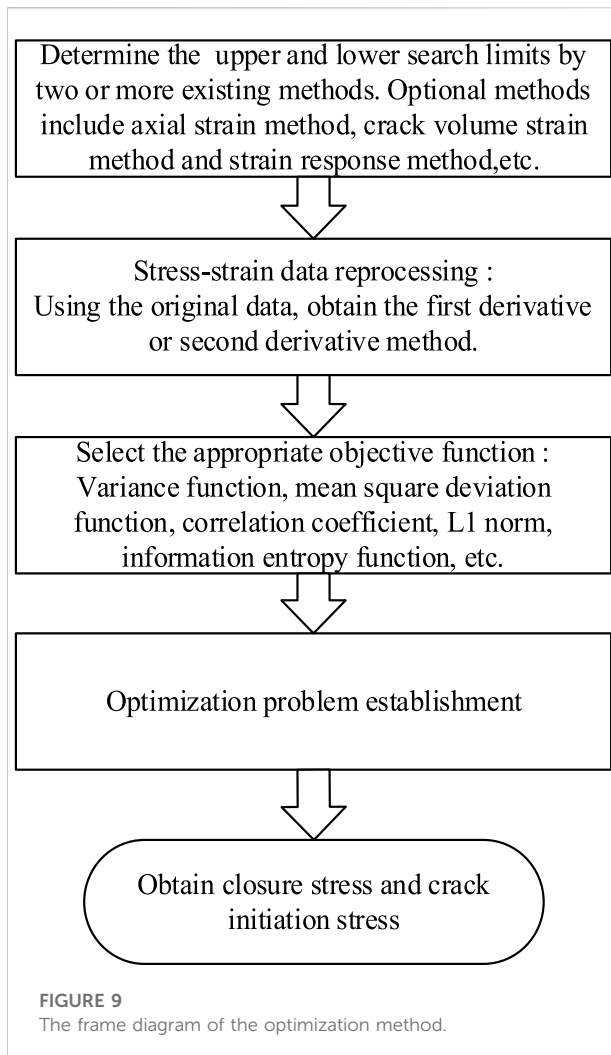 Determine the upper and lower search limits by
two or more existing methods. Optional methods
include axial strain method, crack volume strain
method and strain response method,etc.
Stress-strain data reprocessing :
Using the original data, obtain the first derivative
or second derivative method.
Select the appropriate objective function :
Variance function, mean square deviation
function, correlation coefficient, L1 norm,
information entropy function, etc.
Optimization problem establishment
Obtain closure stress and crack
initiation stress
FIGURE 9
The frame diagram of the optimization method.